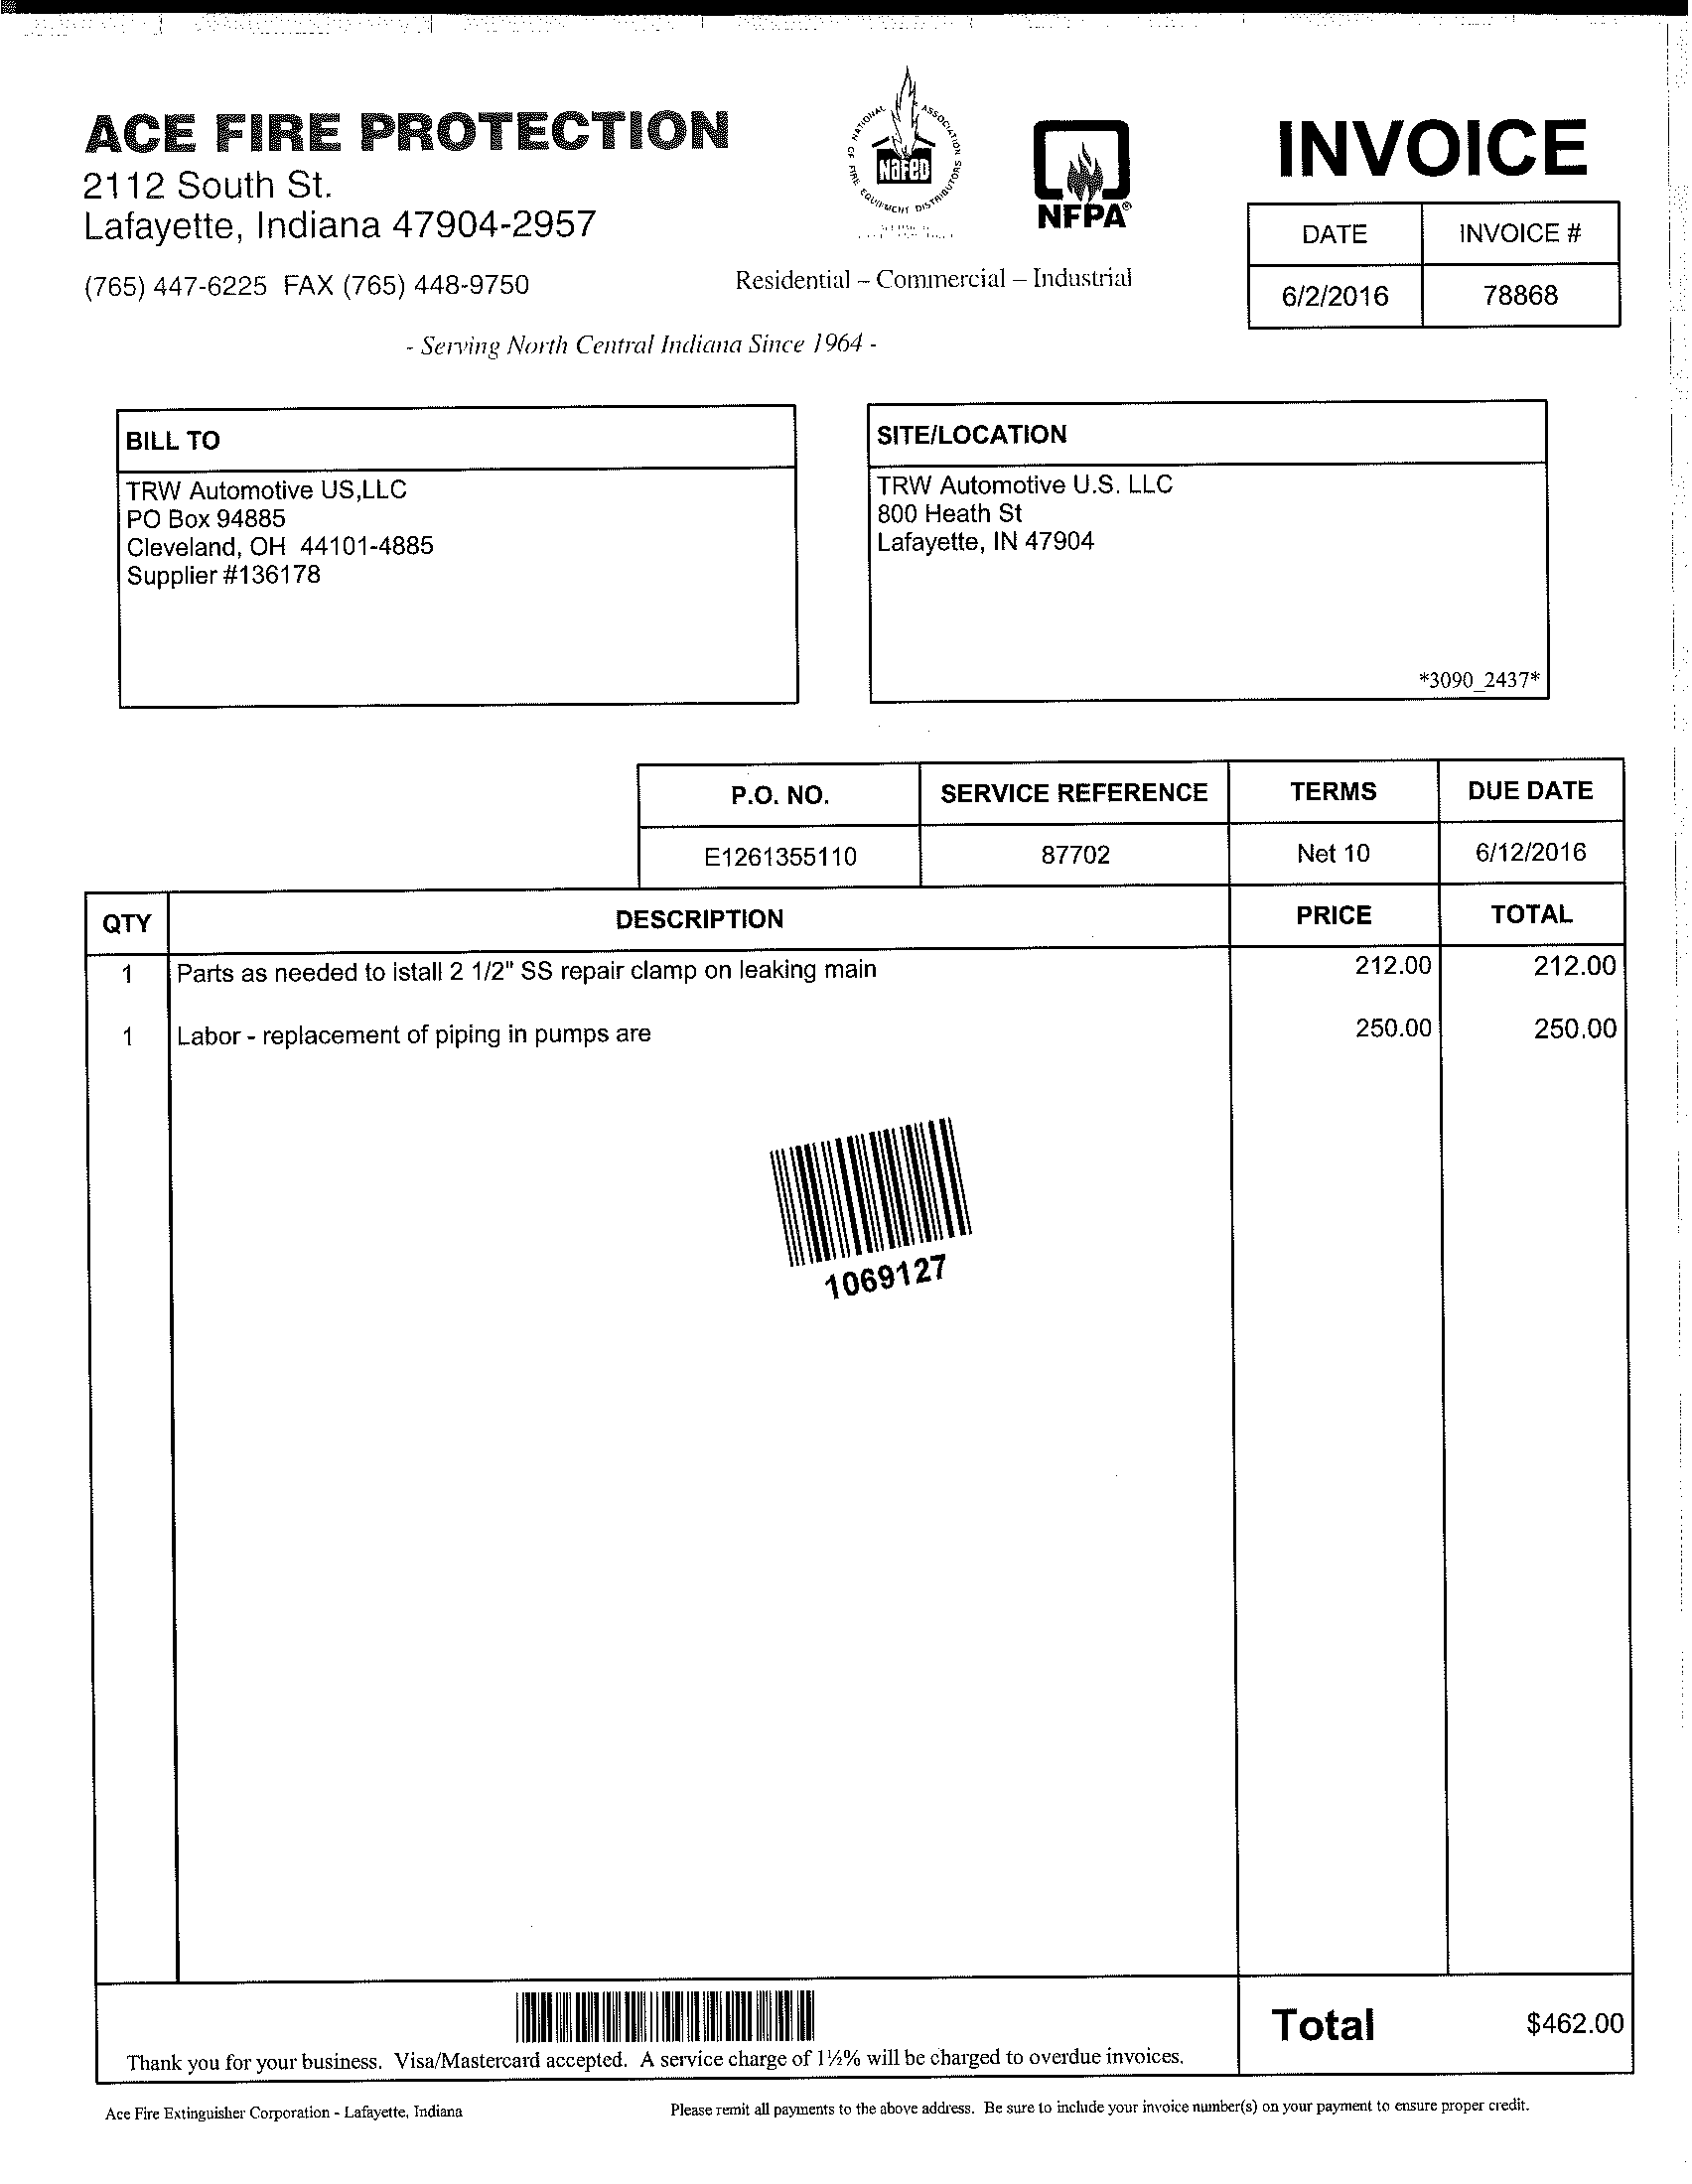 ACE FIRE PROTECTION
2112 South St.
Lafayette, Indiana 47904-2957
(765) 447-6225 FAX (765) 448-9750
NATIONAL ASSOCIATION OF FIRE EQUIPMENT DISTRIBUTORS
NAFED
NFPA®
Residential – Commercial – Industrial
- Serving North Central Indiana Since 1964 -
INVOICE
DATE INVOICE #
6/2/2016 78868
BILL TO
TRW Automotive US,LLC
PO Box 94885
Cleveland, OH 44101-4885
Supplier #136178
SITE/LOCATION
TRW Automotive U.S. LLC
800 Heath St
Lafayette, IN 47904
*3090_2437*
P.O. NO. SERVICE REFERENCE TERMS DUE DATE
E1261355110 87702 Net 10 6/12/2016
QTY DESCRIPTION PRICE TOTAL
1 Parts as needed to istall 2 1/2" SS repair clamp on leaking main 212.00 212.00
1 Labor - replacement of piping in pumps are 250.00 250.00
1069127
Total $462.00
Thank you for your business. Visa/Mastercard accepted. A service charge of 1½% will be charged to overdue invoices.
Ace Fire Extinguisher Corporation - Lafayette, Indiana
Please remit all payments to the above address. Be sure to include your invoice number(s) on your payment to ensure proper credit.